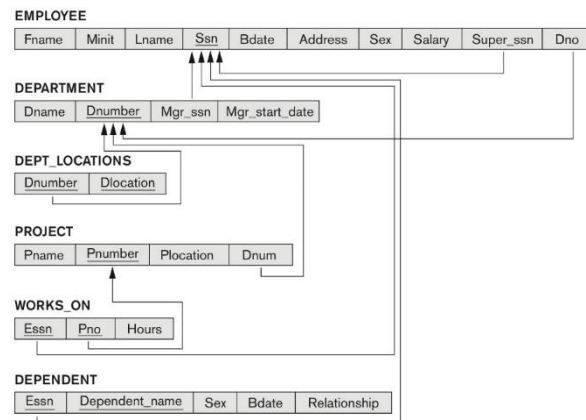 EMPLOYEE
Fname Minit Lname Ssn Bdate Address Sex Salary Super_ssn Dno
DEPARTMENT
Dname Dnumber Mgr_ssn Mgr_start_date
DEPT_LOCATIONS
Dnumber Dlocation
PROJECT
Pname Pnumber Plocation Dnum
WORKS_ON
Essn Pno Hours
DEPENDENT
Essn Dependent_name Sex Bdate Relationship